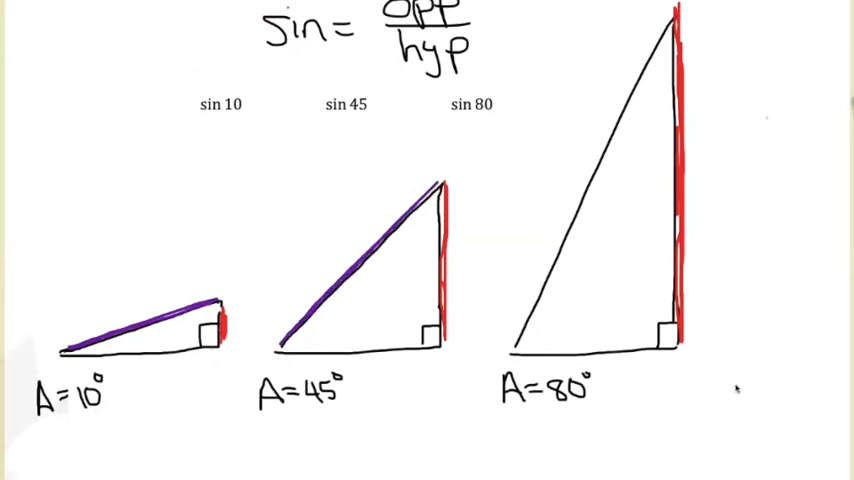 sin = opp
hyp
sin 10 sin 45 sin 80
A=10° A=45° A=80°